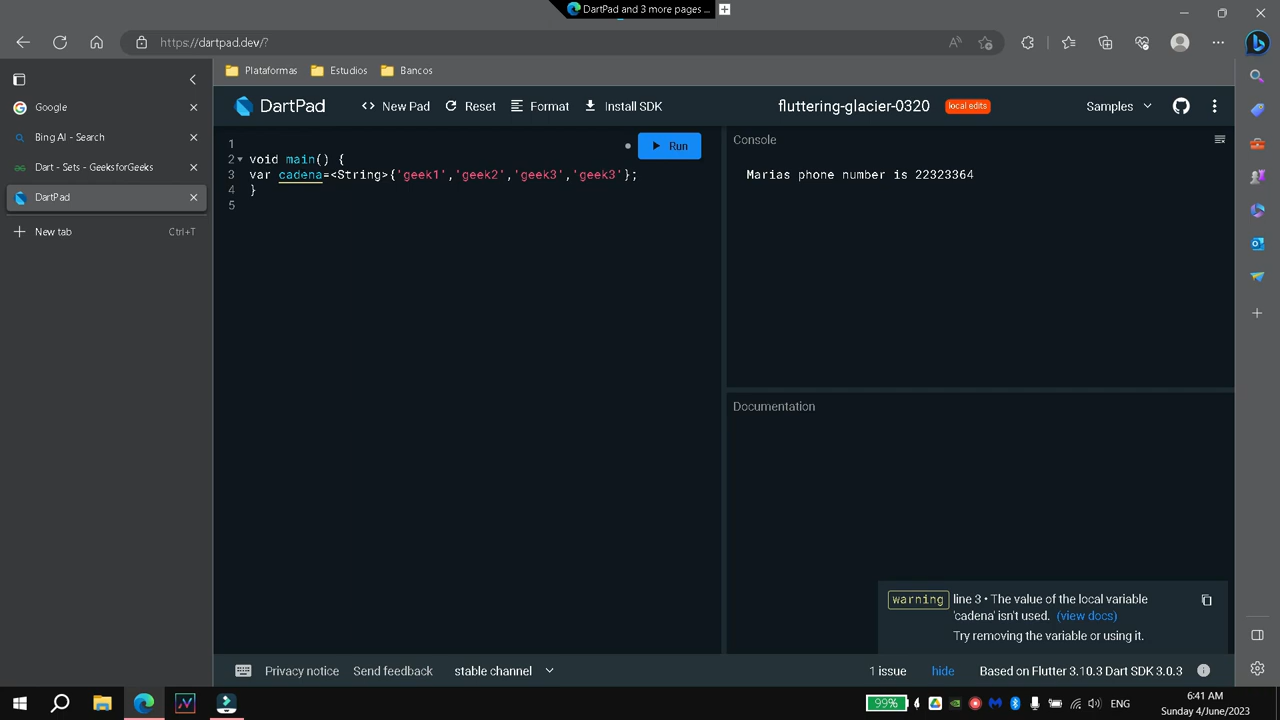 DartPad and 3 more pages ...
https://dartpad.dev/?
Google
Bing AI - Search
Dart - Sets - GeeksforGeeks
DartPad
New tab
Ctrl+T
Plataformas
Estudios
Bancos
DartPad
<> New Pad
Reset
Format
Install SDK
fluttering-glacier-0320
local edits
Samples
1
2 void main() {
3 var cadena=<String>{'geek1','geek2','geek3','geek3'};
4 }
5
Run
Console
Marias phone number is 22323364
Documentation
warning line 3 • The value of the local variable
'cadena' isn't used. (view docs)
Try removing the variable or using it.
Privacy notice
Send feedback
stable channel
1 issue
hide
Based on Flutter 3.10.3 Dart SDK 3.0.3
99%
ENG
6:41 AM
Sunday 4/June/2023